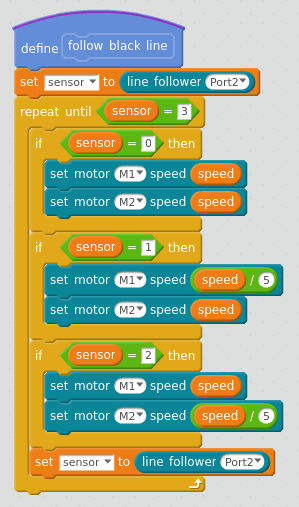 define follow black line
set sensor to line follower Port2
repeat until sensor = 3
if sensor = 0 then
set motor M1 speed speed
set motor M2 speed speed
if sensor = 1 then
set motor M1 speed speed / 5
set motor M2 speed speed
if sensor = 2 then
set motor M1 speed speed
set motor M2 speed speed / 5
set sensor to line follower Port2